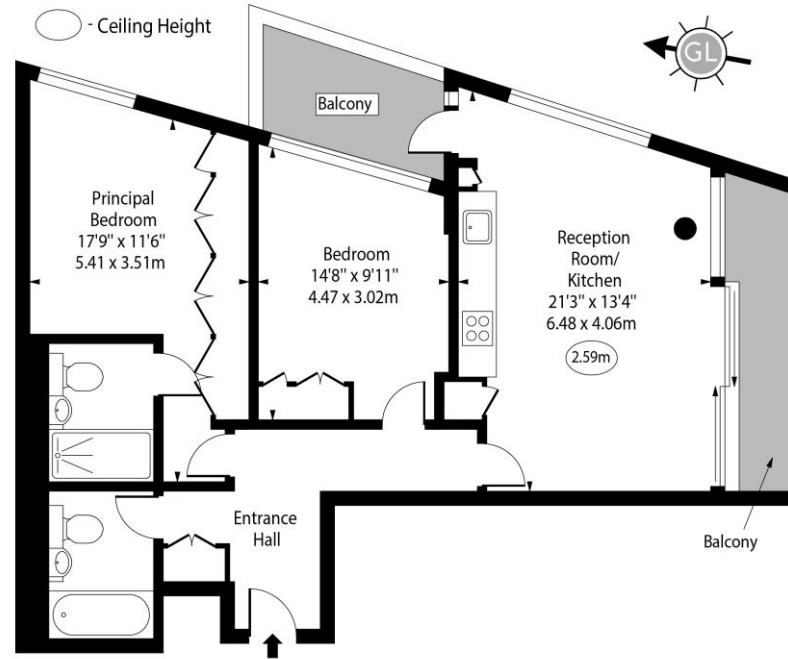 - Ceiling Height
GL
Balcony
Principal
Bedroom
17'9" x 11'6"
5.41 x 3.51m
Bedroom
14'8" x 9'11"
4.47 x 3.02m
Reception
Room/
Kitchen
21'3" x 13'4"
6.48 x 4.06m
2.59m
Entrance
Hall
Balcony